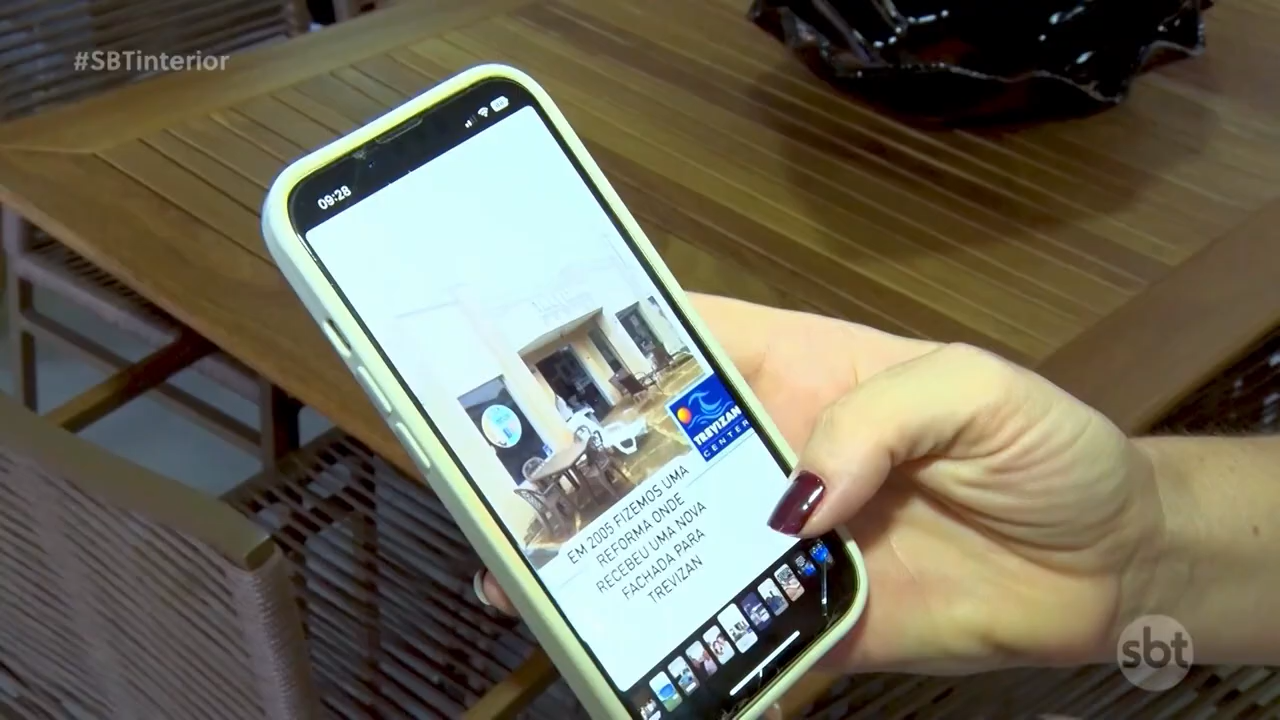 #SBTinterior
09:28
TREVIZAN
CENTER
EM 2005 FIZEMOS UMA
REFORMA ONDE
RECEBEU UMA NOVA
FACHADA PARA
TREVIZAN
sbt